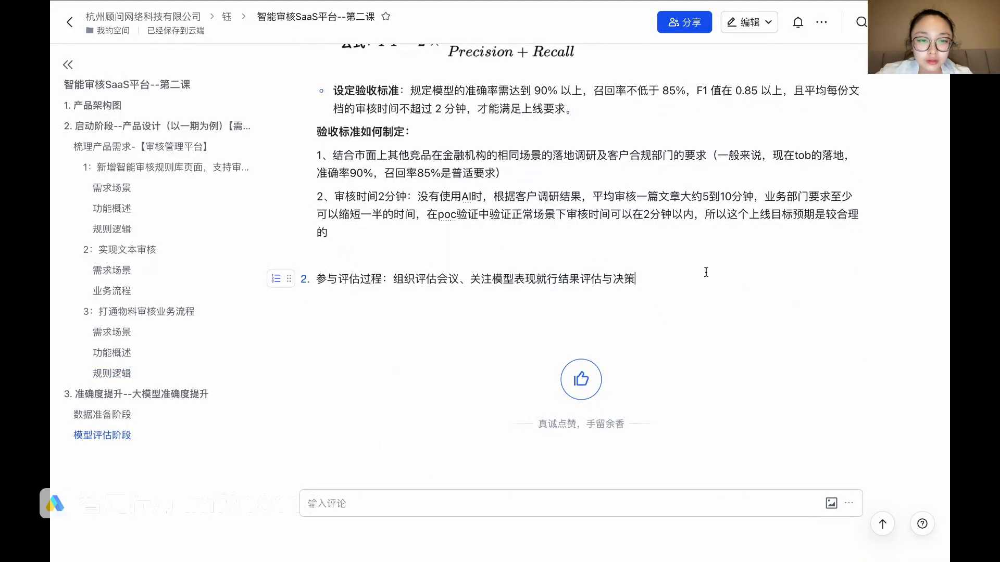 杭州顾问网络科技有限公司 > 钰 > 智能审核SaaS平台--第二课
我的空间 | 已经保存到云端
分享
编辑
Precision + Recall
智能审核SaaS平台--第二课
1. 产品架构图
2. 启动阶段--产品设计（以一期为例）【需...
梳理产品需求-【审核管理平台】
1：新增智能审核规则库页面，支持审...
需求场景
功能概述
规则逻辑
2：实现文本审核
需求场景
业务流程
3：打通物料审核业务流程
需求场景
功能概述
规则逻辑
3. 准确度提升--大模型准确度提升
数据准备阶段
模型评估阶段
设定验收标准：规定模型的准确率需达到 90% 以上，召回率不低于 85%，F1 值在 0.85 以上，且平均每份文
档的审核时间不超过 2 分钟，才能满足上线要求。
验收标准如何制定：
1、结合市面上其他竞品在金融机构的相同场景的落地调研及客户合规部门的要求（一般来说，现在tob的落地，
准确率90%，召回率85%是普适要求）
2、审核时间2分钟：没有使用AI时，根据客户调研结果，平均审核一篇文章大约5到10分钟，业务部门要求至少
可以缩短一半的时间，在poc验证中验证正常场景下审核时间可以在2分钟以内，所以这个上线目标预期是较合理
的
2. 参与评估过程：组织评估会议、关注模型表现就行结果评估与决策
真诚点赞，手留余香
输入评论